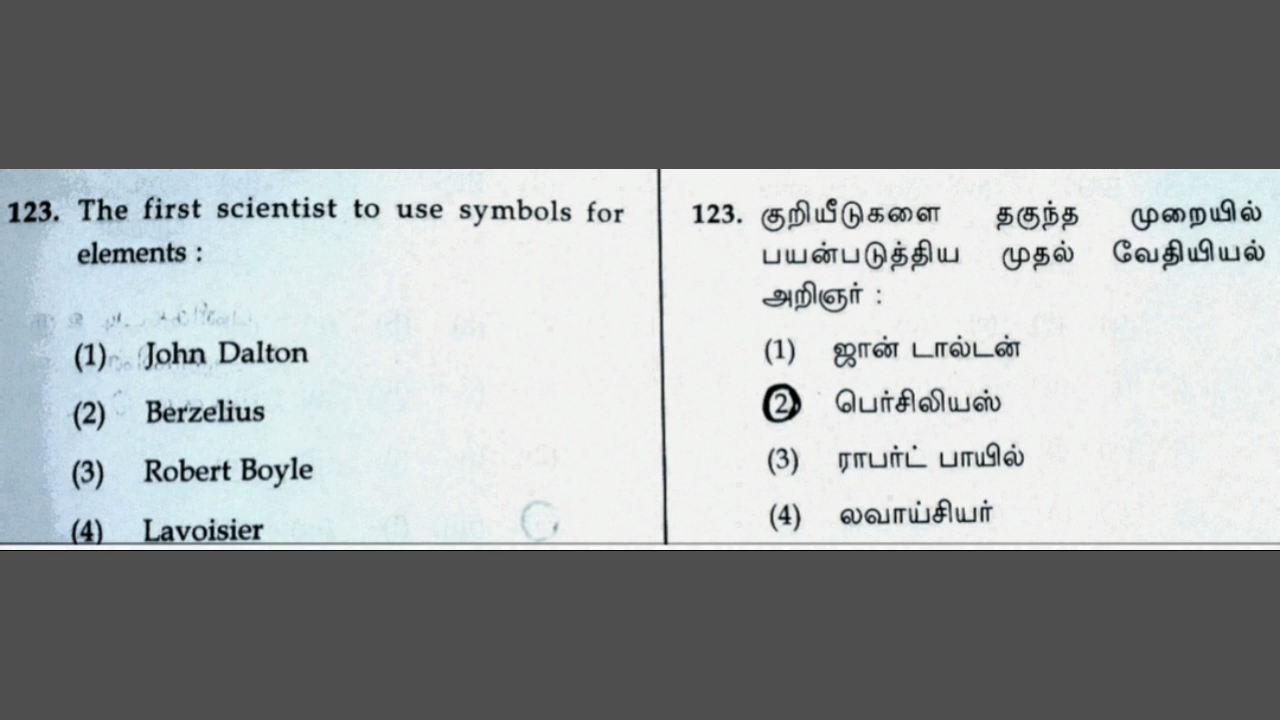 123. The first scientist to use symbols for
elements :
(1) John Dalton
(2) Berzelius
(3) Robert Boyle
(4) Lavoisier
123. குறியீடுகளை தகுந்த முறையில்
பயன்படுத்திய முதல் வேதியியல்
அறிஞர் :
(1) ஜான் டால்டன்
(2) பெர்சிலியஸ்
(3) ராபர்ட் பாயில்
(4) லவாய்சியர்